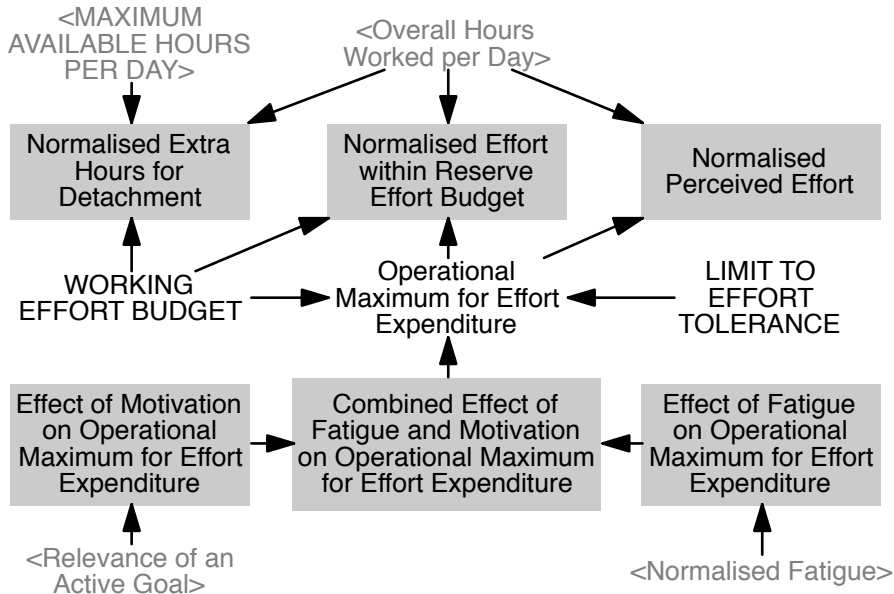 <MAXIMUM
AVAILABLE HOURS
PER DAY>
<Overall Hours
Worked per Day>
Normalised Extra
Hours for
Detachment
Normalised Effort
within Reserve
Effort Budget
Normalised
Perceived Effort
WORKING
EFFORT BUDGET
Operational
Maximum for Effort
Expenditure
LIMIT TO
EFFORT
TOLERANCE
Effect of Motivation
on Operational
Maximum for Effort
Expenditure
Combined Effect of
Fatigue and Motivation
on Operational Maximum
for Effort Expenditure
Effect of Fatigue
on Operational
Maximum for Effort
Expenditure
<Relevance of an
Active Goal>
<Normalised Fatigue>